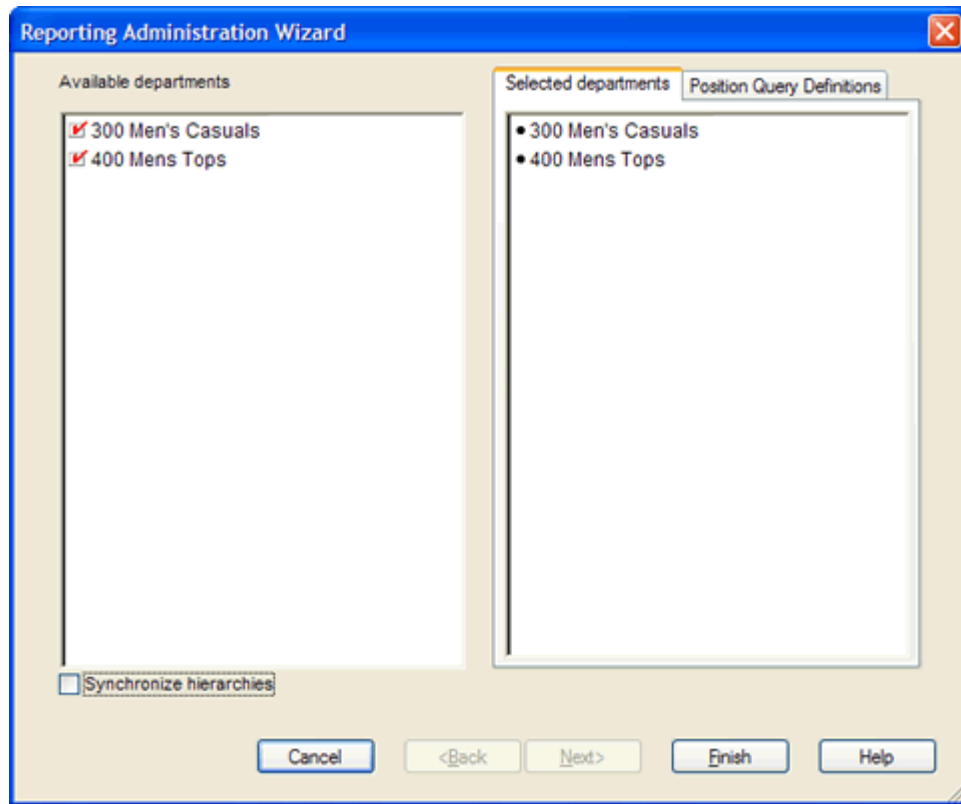 Reporting Administration Wizard
Available departments
300 Men's Casuals
400 Mens Tops
Synchronize hierarchies
Selected departments
Position Query Definitions
300 Men's Casuals
400 Mens Tops
Cancel
<Back
Next>
Finish
Help